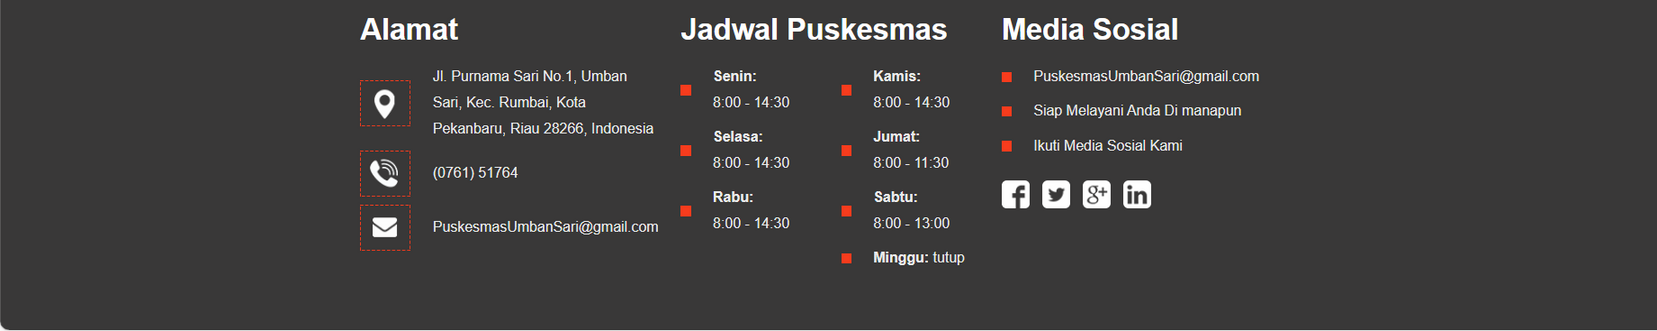 Alamat
Jl. Purnama Sari No.1, Umban
Sari, Kec. Rumbai, Kota
Pekanbaru, Riau 28266, Indonesia
(0761) 51764
PuskesmasUmbanSari@gmail.com
Jadwal Puskesmas
Senin:
8:00 - 14:30
Selasa:
8:00 - 14:30
Rabu:
8:00 - 14:30
Kamis:
8:00 - 14:30
Jumat:
8:00 - 11:30
Sabtu:
8:00 - 13:00
Minggu: tutup
Media Sosial
PuskesmasUmbanSari@gmail.com
Siap Melayani Anda Di manapun
Ikuti Media Sosial Kami
f g+ in